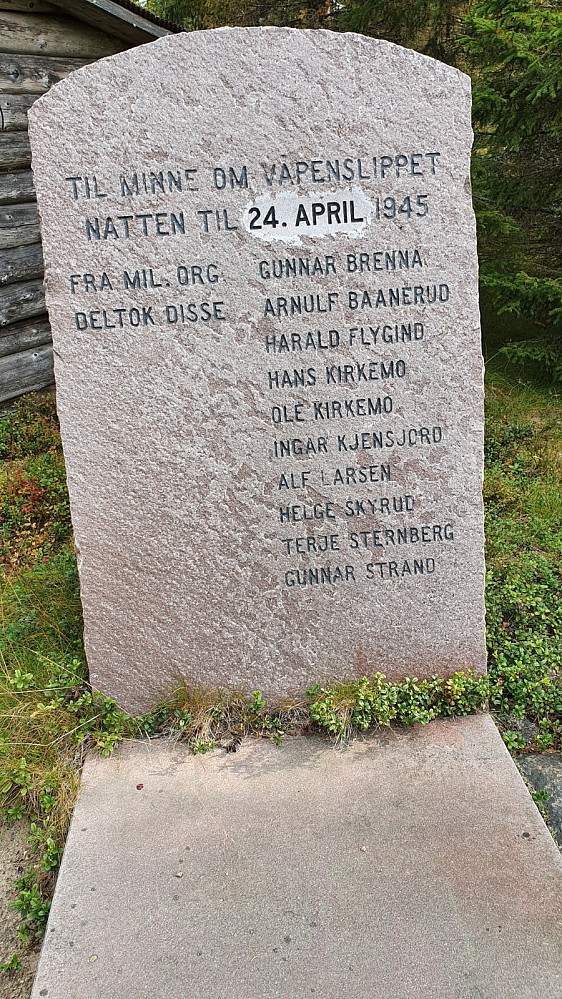 TIL MINNE OM VÅPENSLIPPET
NATTEN TIL 24. APRIL 1945
FRA MIL. ORG. GUNNAR BRENNA
DELTOK DISSE ARNULF BAANERUD
HARALD FLYGIND
HANS KIRKEMO
OLE KIRKEMO
INGAR KJENSJORD
ALF LARSEN
HELGE SKYRUD
TERJE STERNBERG
GUNNAR STRAND